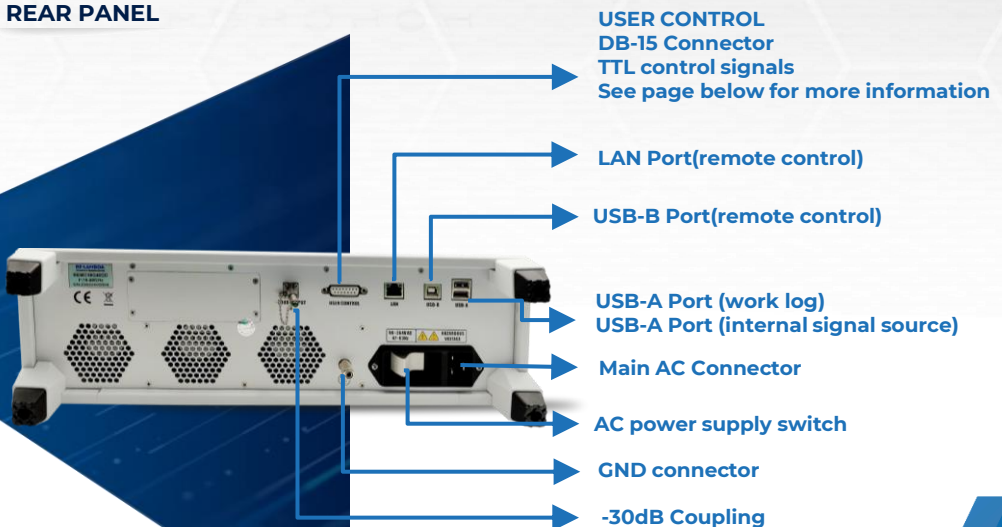 REAR PANEL
USER CONTROL
DB-15 Connector
TTL control signals
See page below for more information
LAN Port(remote control)
USB-B Port(remote control)
USB-A Port (work log)
USB-A Port (internal signal source)
Main AC Connector
AC power supply switch
GND connector
-30dB Coupling
RF-LAMBDA
CE
USER CONTROL
LAN
USB B
USB A